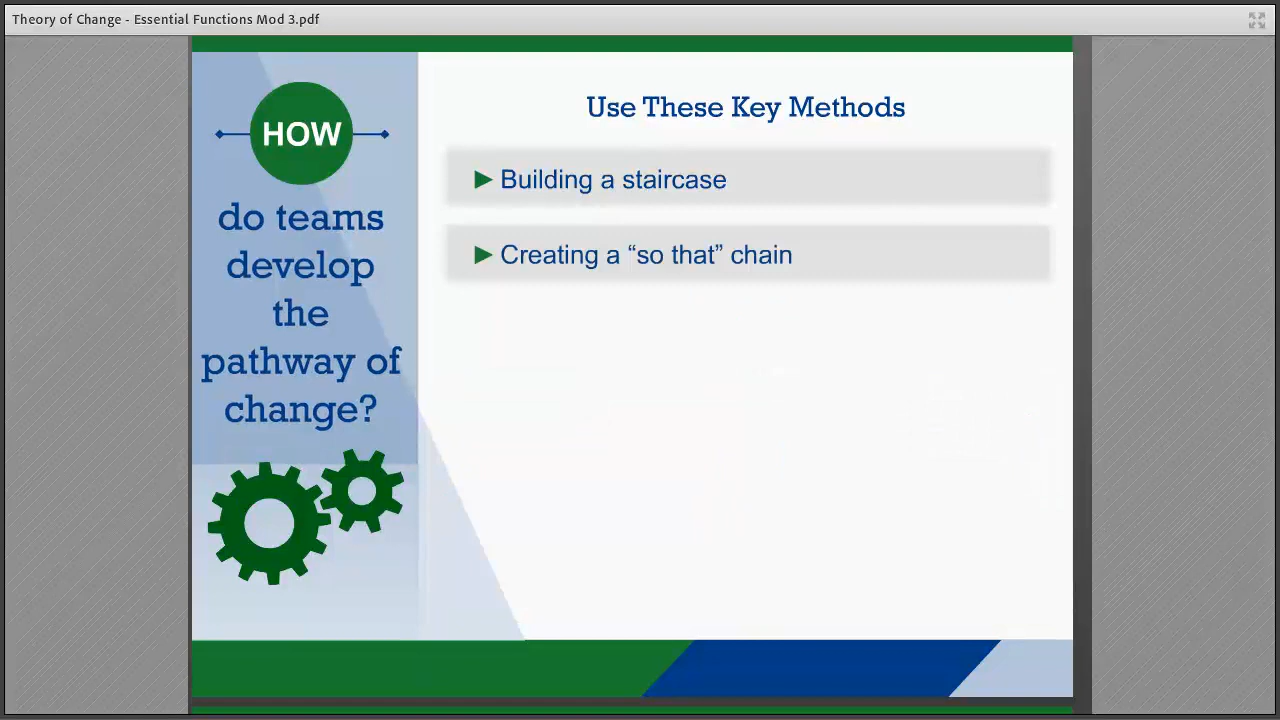 Theory of Change - Essential Functions Mod 3.pdf
HOW
do teams
develop
the
pathway of
change?
Use These Key Methods
Building a staircase
Creating a “so that” chain